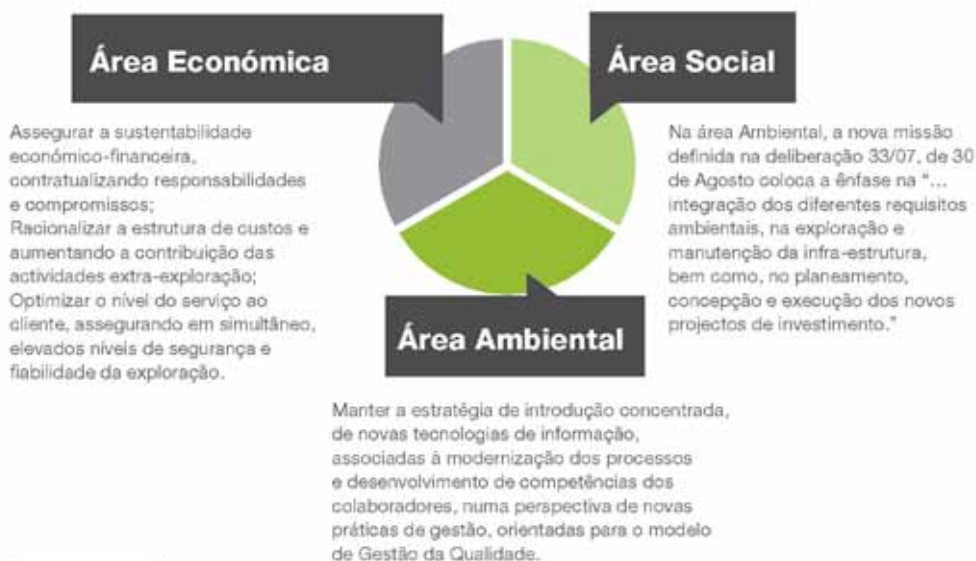 Área Económica
Assegurar a sustentabilidade
económico-financeira,
contratualizando responsabilidades
e compromissos;
Racionalizar a estrutura de custos e
aumentando a contribuição das
actividades extra-exploração;
Optimizar o nível do serviço ao
cliente, assegurando em simultâneo,
elevados níveis de segurança e
fiabilidade da exploração.
Área Social
Na área Ambiental, a nova missão
definida na deliberação 33/07, de 30
de Agosto coloca a ênfase na “...
integração dos diferentes requisitos
ambientais, na exploração e
manutenção da infra-estrutura,
bem como, no planeamento,
concepção e execução dos novos
projectos de investimento.”
Área Ambiental
Manter a estratégia de introdução concentrada,
de novas tecnologias de informação,
associadas à modernização dos processos
e desenvolvimento de competências dos
colaboradores, numa perspectiva de novas
práticas de gestão, orientadas para o modelo
de Gestão da Qualidade.